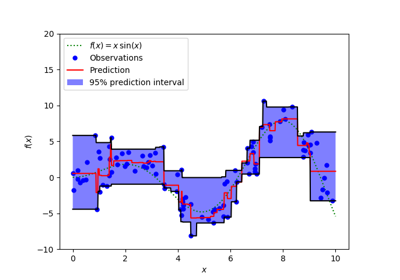 20
15
10
5
0
−5
−10
f(x)
f(x) = x sin(x)
Observations
Prediction
95% prediction interval
0 2 4 6 8 10
x